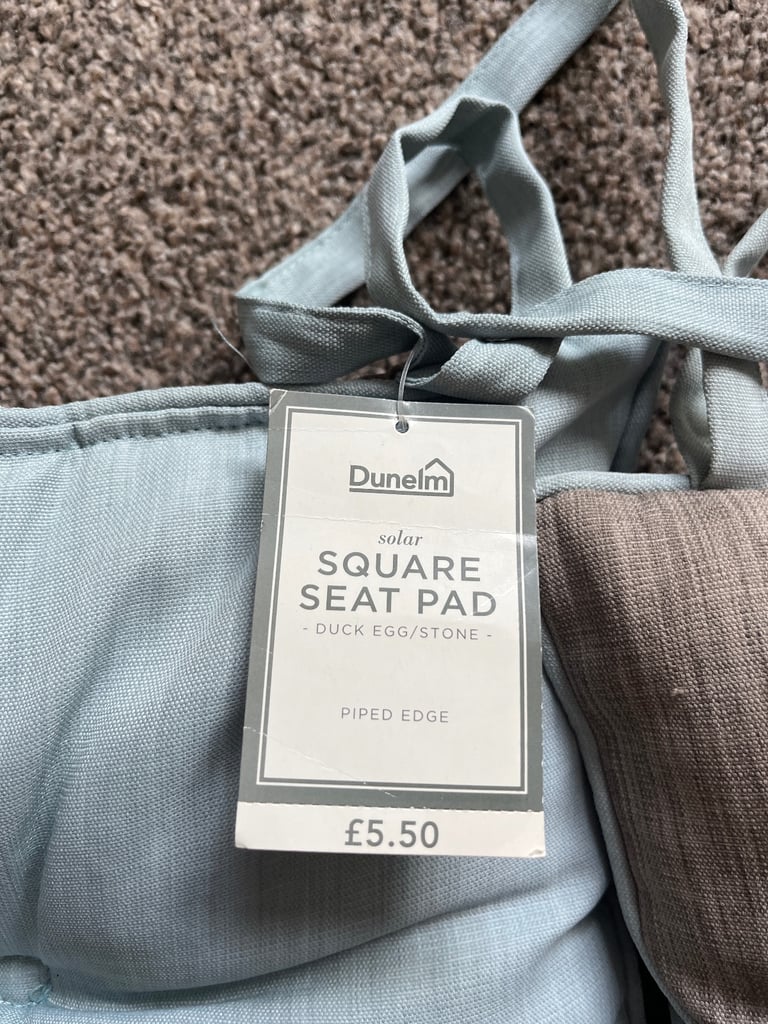 Dunelm
solar
SQUARE
SEAT PAD
- DUCK EGG/STONE -
PIPED EDGE
£5.50